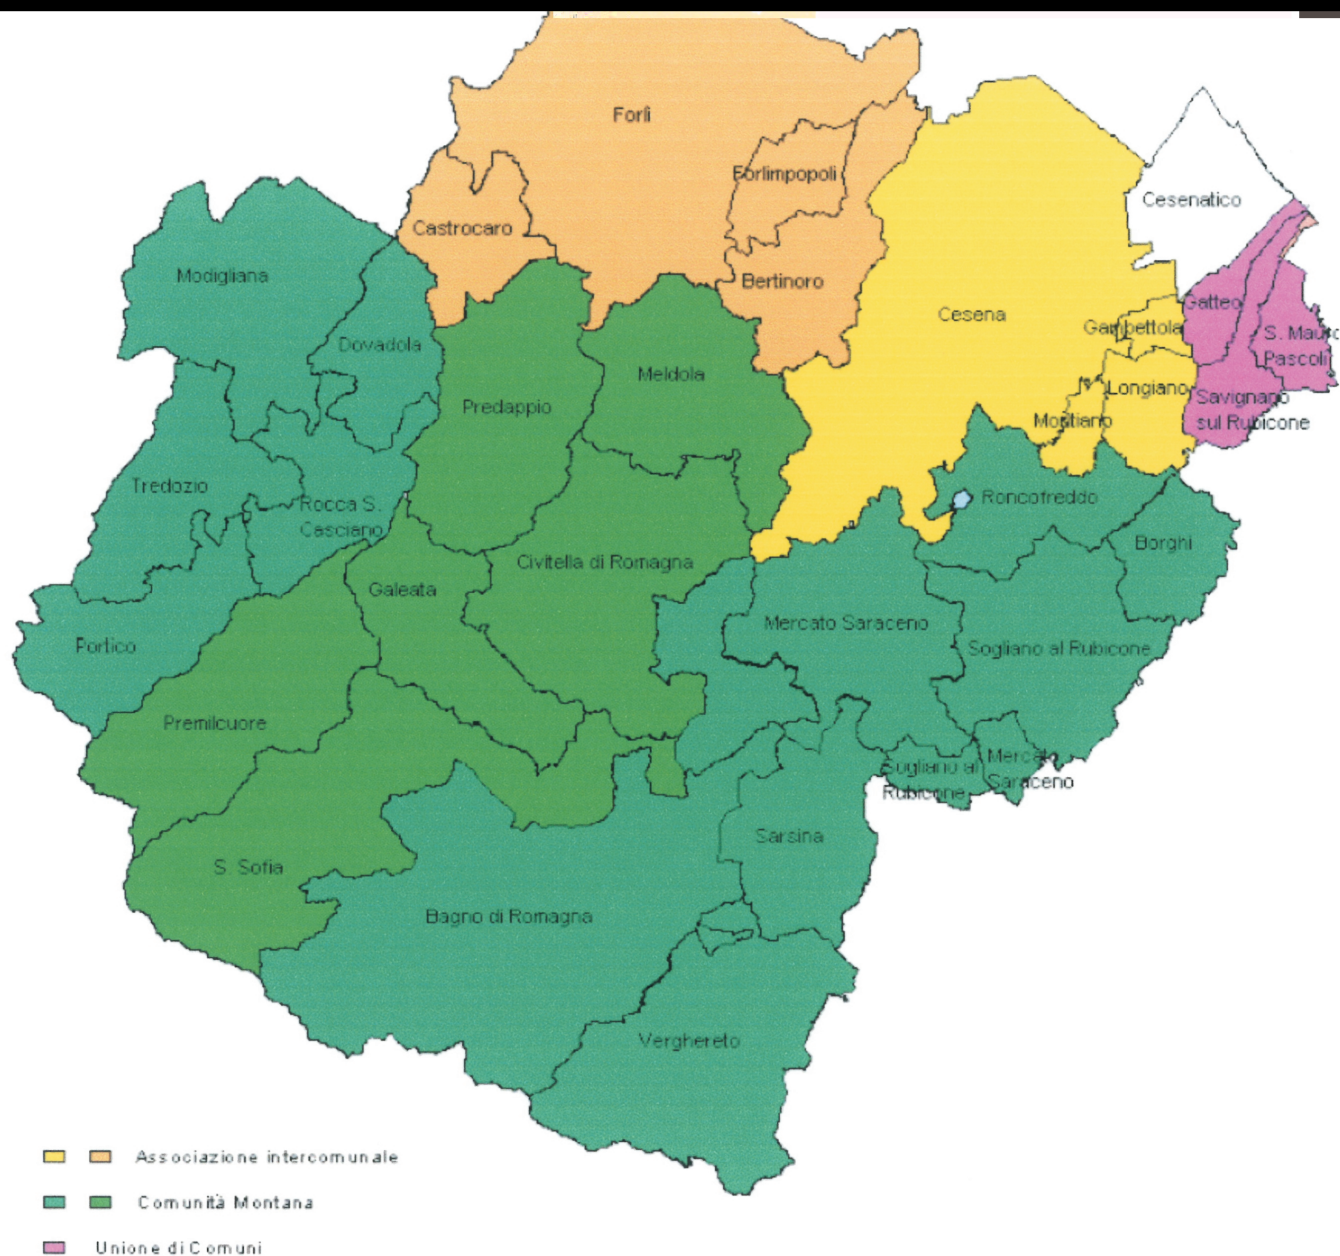 Forlì
Forlimpopoli
Cesenatico
Castrocaro
Modigliana
Bertinoro
Gatteo
Cesena
Gambettola
S. Mauro
Pascoli
Dovadola
Meldola
Longiano
Savignano
sul Rubicone
Predappio
Montiano
Tredozio
Roncofreddo
Rocca S.
Casciano
Borghi
Civitella di Romagna
Galeata
Mercato Saraceno
Portico
Sogliano al Rubicone
Premilcuore
Sogliano al
Rubicone
Mercato
Saraceno
Sarsina
S. Sofia
Bagno di Romagna
Verghereto
Associazione intercomunale
Comunità Montana
Unione di Comuni